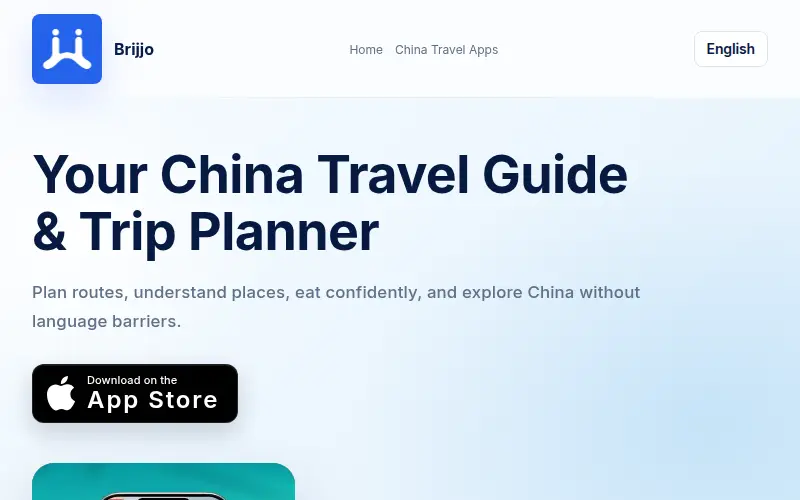 Brijjo
Home
China Travel Apps
English
Your China Travel Guide
& Trip Planner
Plan routes, understand places, eat confidently, and explore China without
language barriers.
Download on the
App Store